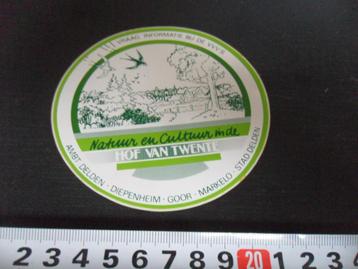 VRAAG INFORMATIE BIJ DE VVV'S
Natuur en Cultuur in de
HOF VAN TWENTE
AMBT DELDEN · DIEPENHEIM · GOOR · MARKELO · STAD DELDEN
2 3 4 5 6 7 8 9 20 1 2 3